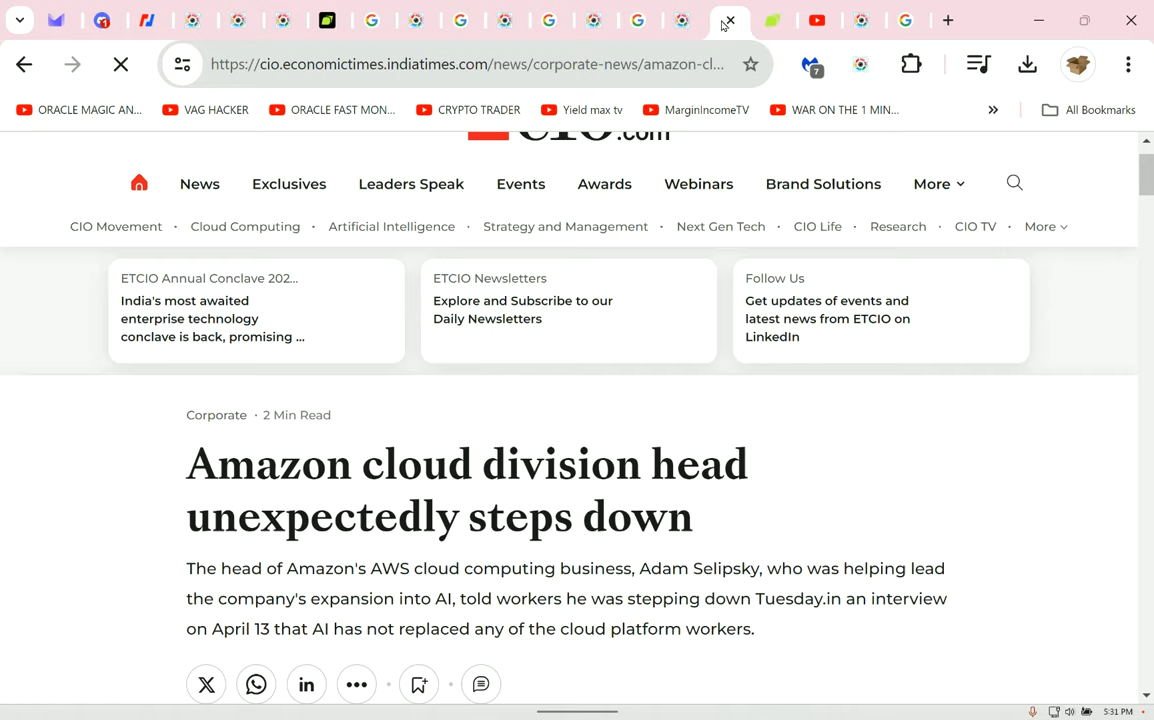 https://cio.economictimes.indiatimes.com/news/corporate-news/amazon-cl...
7
ORACLE MAGIC AN...
VAG HACKER
ORACLE FAST MON...
CRYPTO TRADER
Yield max tv
MarginIncomeTV
WAR ON THE 1 MIN...
»
All Bookmarks
CIO.com
News
Exclusives
Leaders Speak
Events
Awards
Webinars
Brand Solutions
More
CIO Movement · Cloud Computing · Artificial Intelligence · Strategy and Management · Next Gen Tech · CIO Life · Research · CIO TV · More
ETCIO Annual Conclave 202...
India's most awaited
enterprise technology
conclave is back, promising ...
ETCIO Newsletters
Explore and Subscribe to our
Daily Newsletters
Follow Us
Get updates of events and
latest news from ETCIO on
LinkedIn
Corporate · 2 Min Read
Amazon cloud division head
unexpectedly steps down
The head of Amazon's AWS cloud computing business, Adam Selipsky, who was helping lead
the company's expansion into AI, told workers he was stepping down Tuesday.in an interview
on April 13 that AI has not replaced any of the cloud platform workers.
5:31 PM